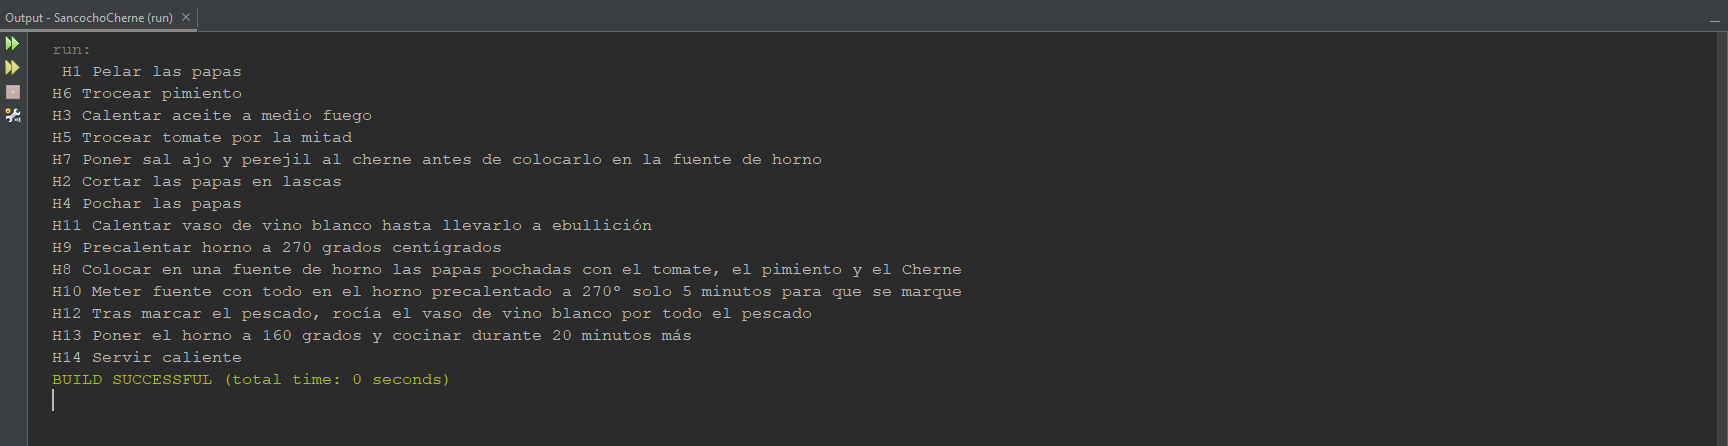 Output - SancochoCherne (run)
run:
H1 Pelar las papas
H6 Trocear pimiento
H3 Calentar aceite a medio fuego
H5 Trocear tomate por la mitad
H7 Poner sal ajo y perejil al cherne antes de colocarlo en la fuente de horno
H2 Cortar las papas en lascas
H4 Pochar las papas
H11 Calentar vaso de vino blanco hasta llevarlo a ebullición
H9 Precalentar horno a 270 grados centígrados
H8 Colocar en una fuente de horno las papas pochadas con el tomate, el pimiento y el Cherne
H10 Meter fuente con todo en el horno precalentado a 270º solo 5 minutos para que se marque
H12 Tras marcar el pescado, rocía el vaso de vino blanco por todo el pescado
H13 Poner el horno a 160 grados y cocinar durante 20 minutos más
H14 Servir caliente
BUILD SUCCESSFUL (total time: 0 seconds)